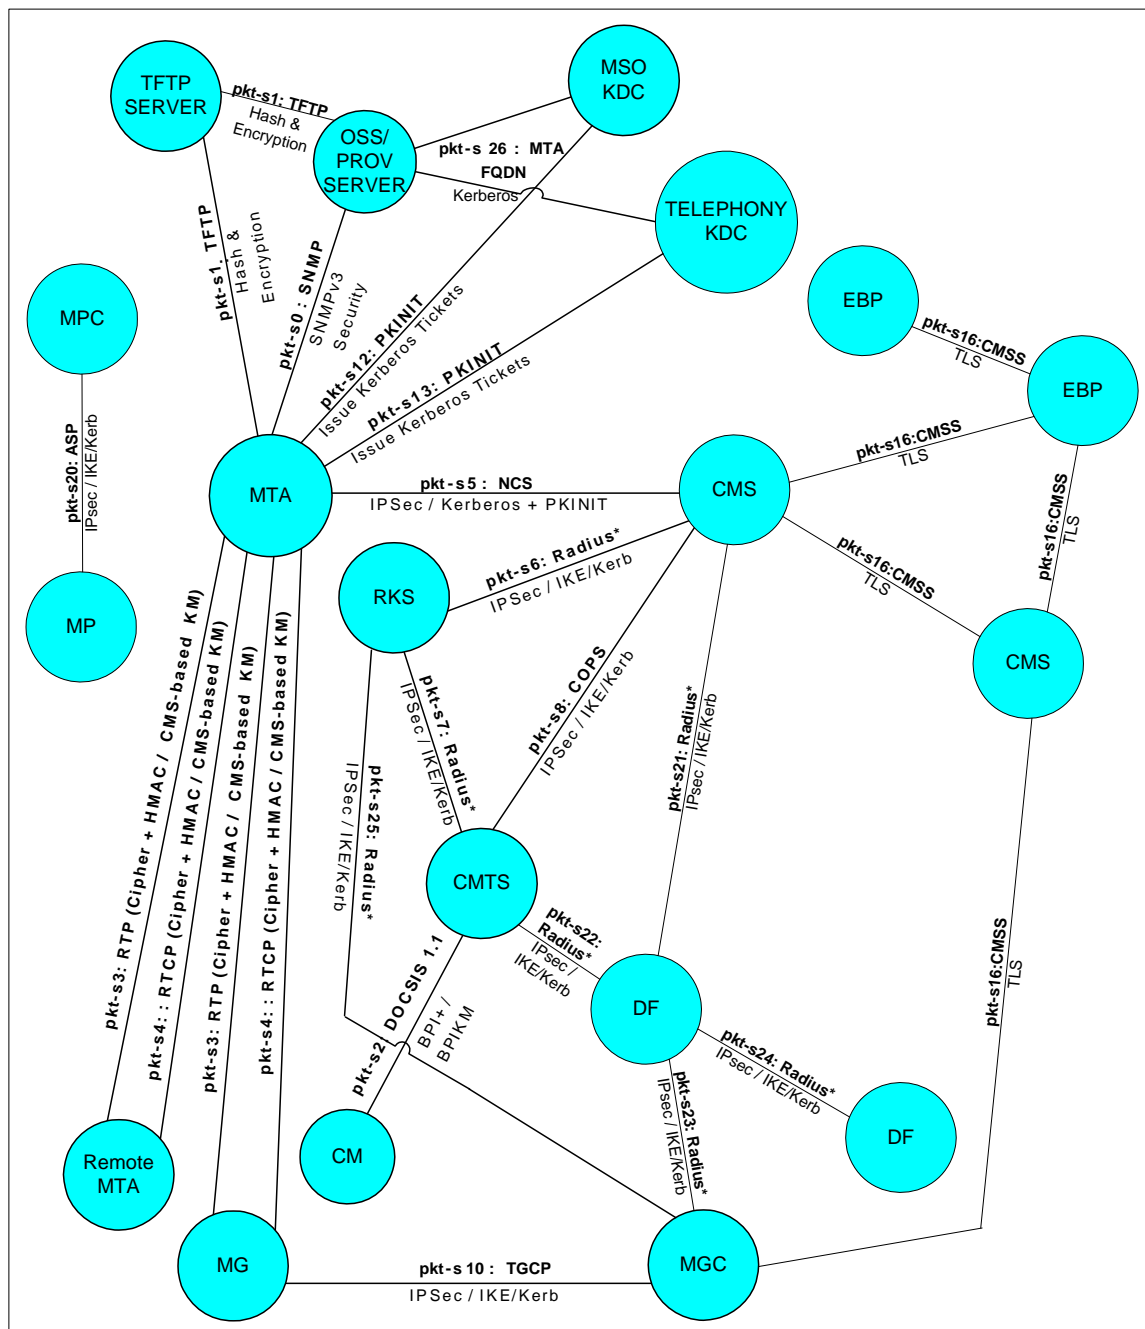 TFTP
SERVER
pkt-s1: TFTP
Hash &
Encryption
OSS/
PROV
SERVER
MSO
KDC
pkt-s 26 : MTA
FQDN
Kerberos
TELEPHONY
KDC
pkt-s1. TFTP
Hash &
Encryption
pkt-s0 : SNMP
SNMPv3
Security
pkt-s12: PKINIT
Issue Kerberos Tickets
pkt-s13: PKINIT
Issue Kerberos Tickets
MPC
pkt-s20: ASP
IPsec / IKE/Kerb
MP
EBP
pkt-s16:CMSS
TLS
EBP
pkt-s16:CMSS
TLS
pkt-s16:CMSS
TLS
MTA
pkt-s5 : NCS
IPSec / Kerberos + PKINIT
CMS
pkt-s16:CMSS
TLS
CMS
RKS
pkt-s6: Radius*
IPSec / IKE/Kerb
pkt-s7: Radius*
IPSec / IKE/Kerb
pkt-s8: COPS
IPSec / IKE/Kerb
pkt-s21: Radius*
IPsec / IKE/Kerb
pkt-s25: Radius*
IPSec / IKE/Kerb
pkt-s3: RTP (Cipher + HMAC / CMS-based KM)
pkt-s4: : RTCP (Cipher + HMAC / CMS-based KM)
pkt-s3: RTP (Cipher + HMAC / CMS-based KM)
pkt-s4: : RTCP (Cipher + HMAC / CMS-based KM)
CMTS
pkt-s22:
Radius*
IPsec /
IKE/Kerb
pkt-s2 : DOCSIS 1.1
BPI+/
BPIKM
DF
pkt-s24: Radius*
IPsec / IKE/Kerb
DF
pkt-s23: Radius*
IPsec / IKE/Kerb
pkt-s16:CMSS
TLS
Remote
MTA
CM
MG
pkt-s 10 : TGCP
IPSec / IKE/Kerb
MGC